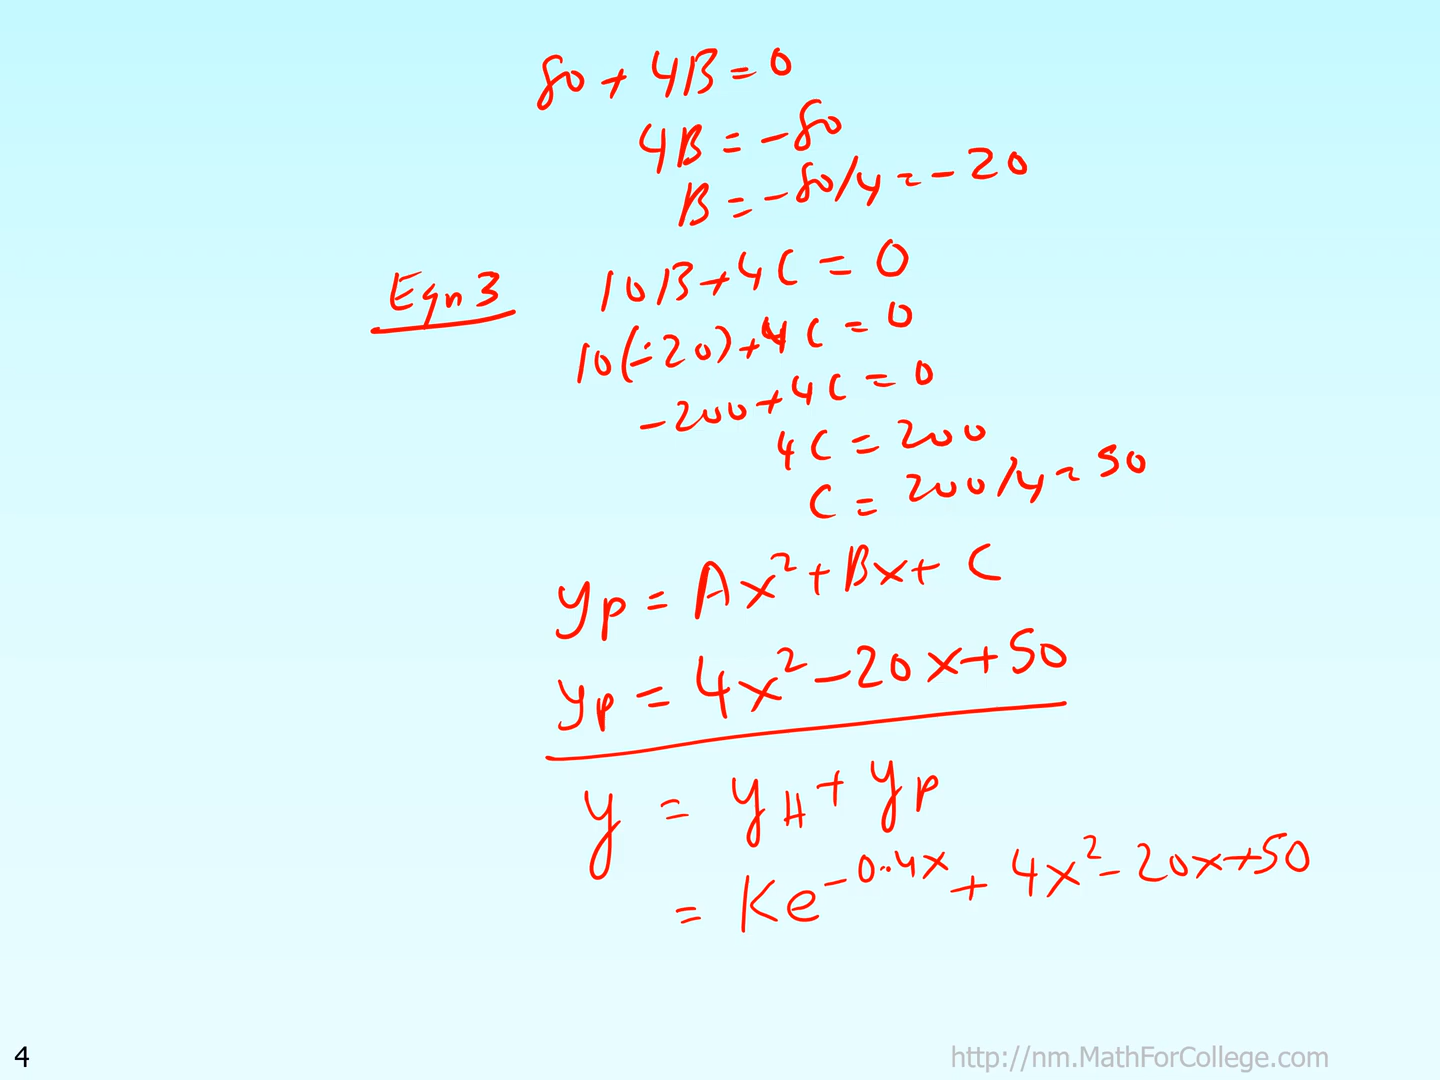 80 + 4B = 0
4B = -80
B = -80/4 = -20
Eqn 3 10B + 4C = 0
10(-20) + 4C = 0
-200 + 4C = 0
4C = 200
C = 200/4 = 50
yp = Ax² + Bx + C
yp = 4x² - 20x + 50
y = yH + yp
= Ke^-0.4x + 4x² - 20x + 50
4
http://nm.MathForCollege.com